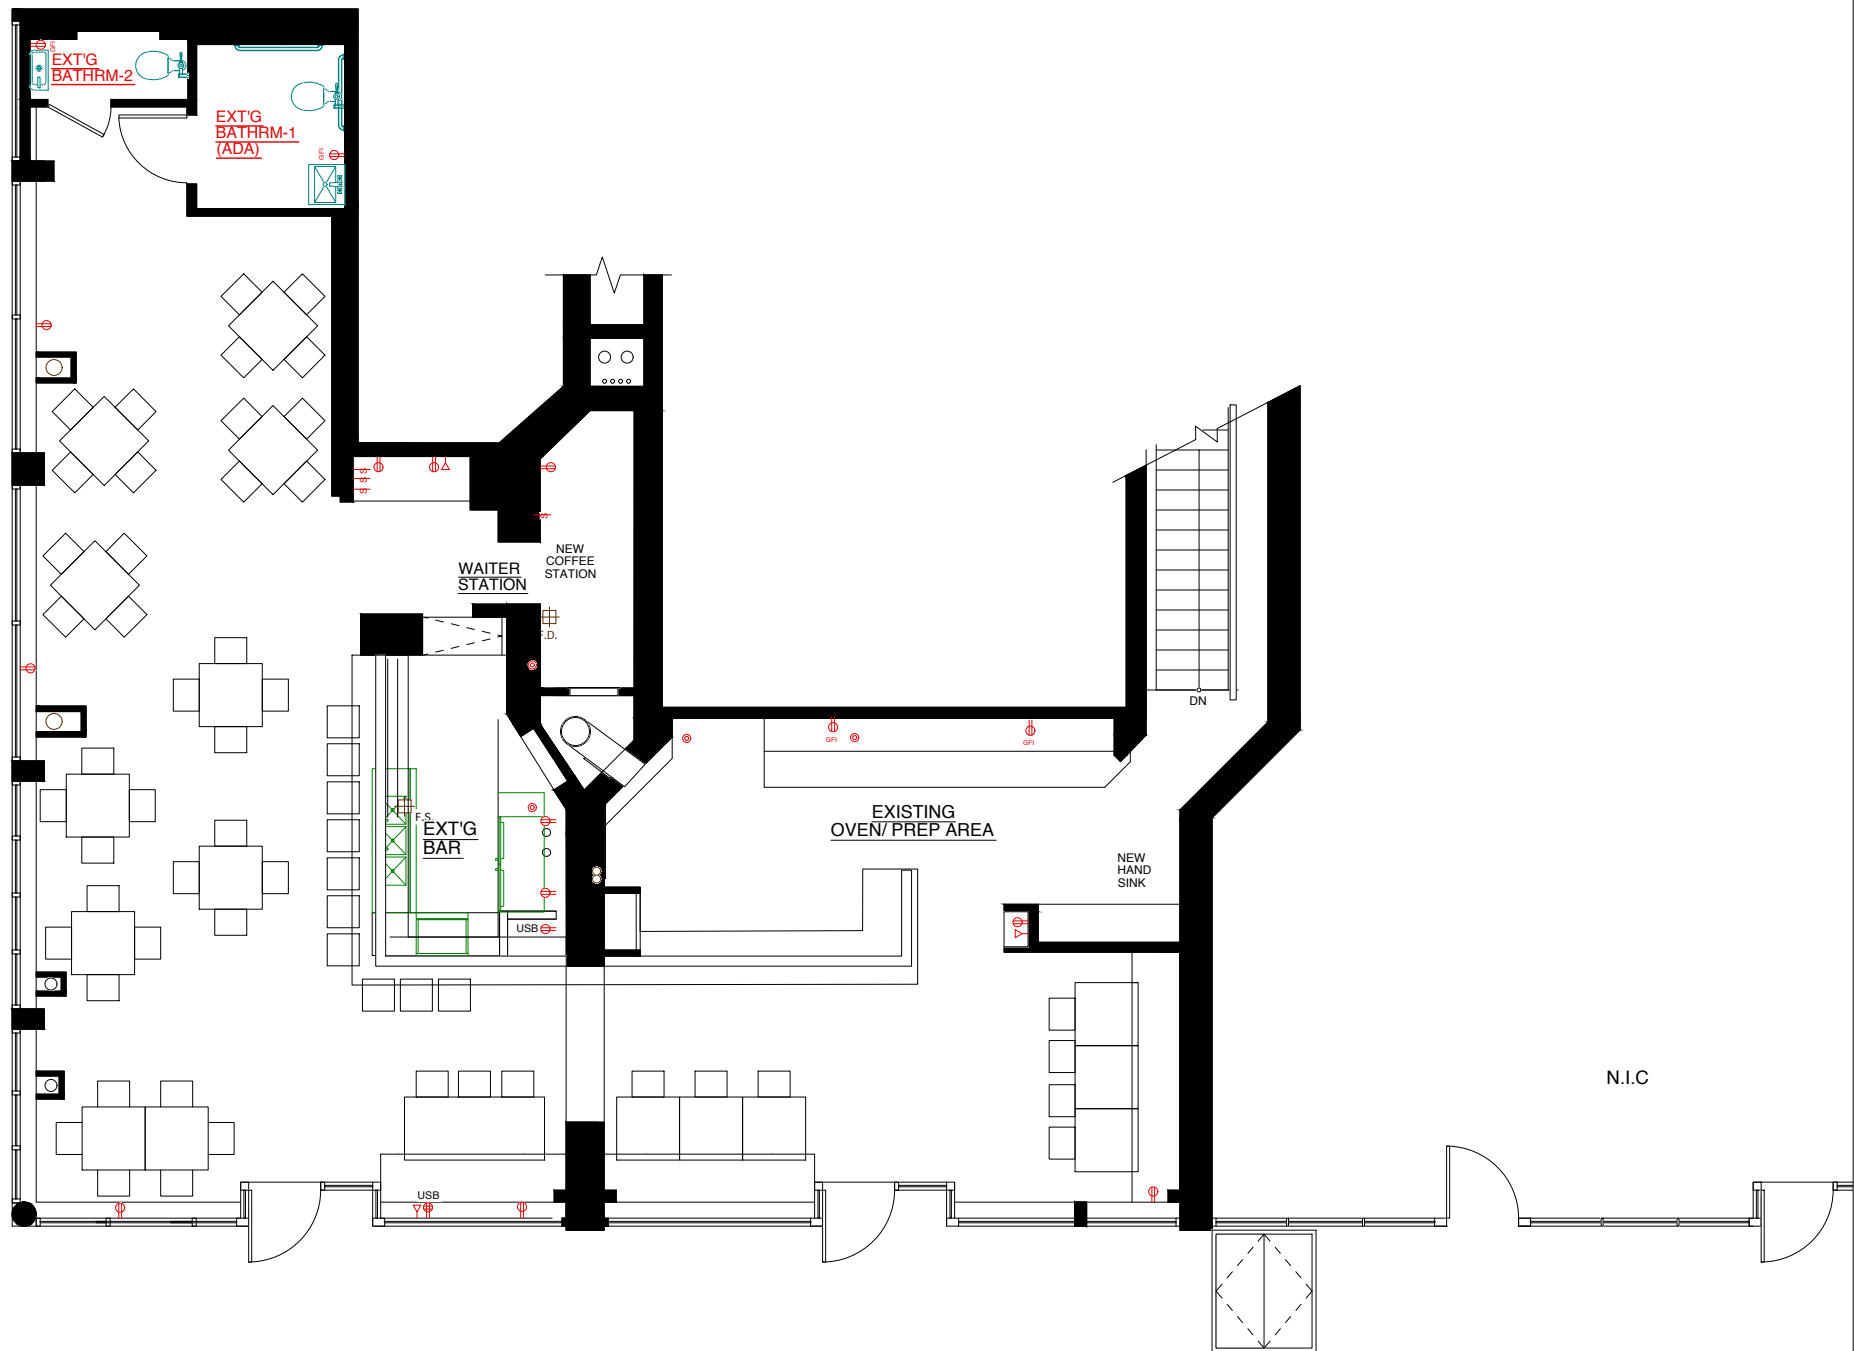 GFI
EXT'G
BATHRM-2
EXT'G
BATHRM-1
(ADA)
GFI
S S
S
S
S
NEW
COFFEE
STATION
WAITER
STATION
F.D.
DN
GFI
GFI
F.S.
EXT'G
BAR
EXISTING
OVEN/ PREP AREA
NEW
HAND
SINK
USB
N.I.C
USB